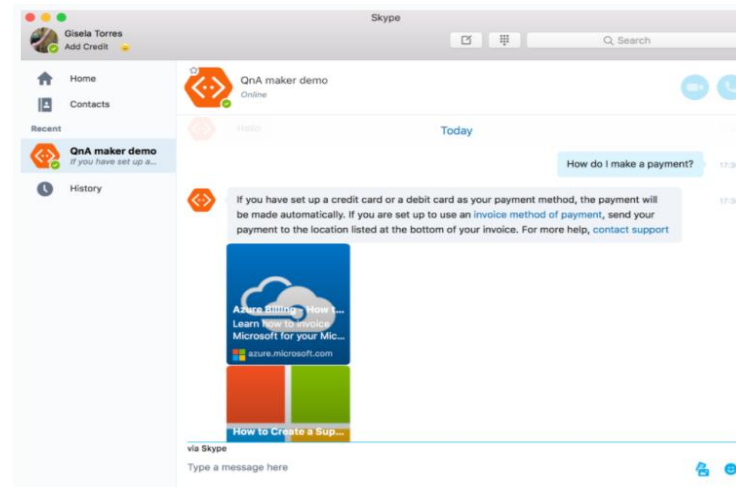 Skype
Gisela Torres
Add Credit
Search
Home
Contacts
Recent
QnA maker demo
If you have set up a...
History
QnA maker demo
Online
Hello
Today
How do I make a payment?
If you have set up a credit card or a debit card as your payment method, the payment will
be made automatically. If you are set up to use an invoice method of payment, send your
payment to the location listed at the bottom of your invoice. For more help, contact support
Azure Billing - How t...
Learn how to invoice
Microsoft for your Mic...
azure.microsoft.com
How to Create a Sup...
via Skype
Type a message here